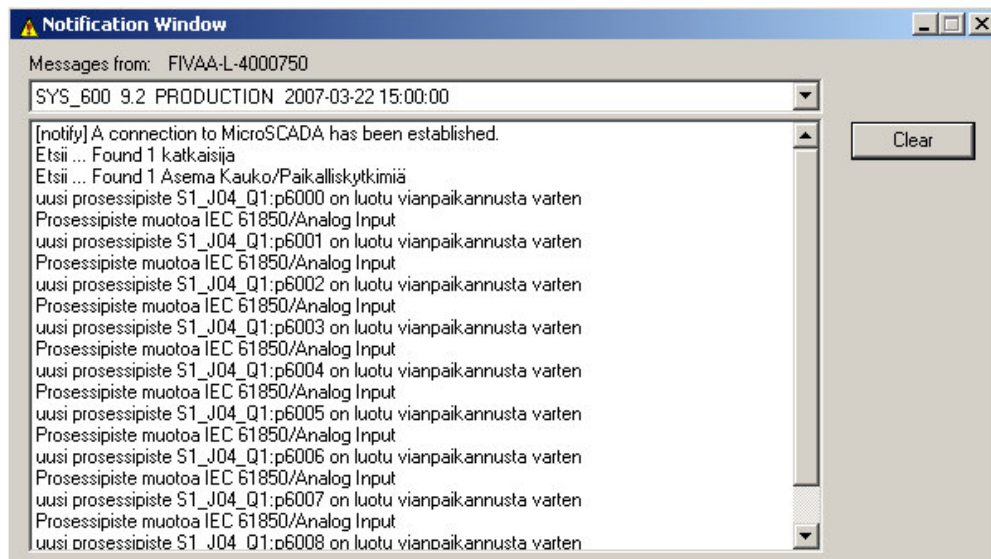 Notification Window
Messages from: FIVAA-L-4000750
SYS_600 9.2 PRODUCTION 2007-03-22 15:00:00
Clear
[notify] A connection to MicroSCADA has been established.
Etsii ... Found 1 katkaisija
Etsii ... Found 1 Asema Kauko/Paikalliskytkimiä
uusi prosessipiste S1_J04_Q1:p6000 on luotu vianpaikannusta varten
Prosessipiste muotoa IEC 61850/Analog Input
uusi prosessipiste S1_J04_Q1:p6001 on luotu vianpaikannusta varten
Prosessipiste muotoa IEC 61850/Analog Input
uusi prosessipiste S1_J04_Q1:p6002 on luotu vianpaikannusta varten
Prosessipiste muotoa IEC 61850/Analog Input
uusi prosessipiste S1_J04_Q1:p6003 on luotu vianpaikannusta varten
Prosessipiste muotoa IEC 61850/Analog Input
uusi prosessipiste S1_J04_Q1:p6004 on luotu vianpaikannusta varten
Prosessipiste muotoa IEC 61850/Analog Input
uusi prosessipiste S1_J04_Q1:p6005 on luotu vianpaikannusta varten
Prosessipiste muotoa IEC 61850/Analog Input
uusi prosessipiste S1_J04_Q1:p6006 on luotu vianpaikannusta varten
Prosessipiste muotoa IEC 61850/Analog Input
uusi prosessipiste S1_J04_Q1:p6007 on luotu vianpaikannusta varten
Prosessipiste muotoa IEC 61850/Analog Input
uusi prosessipiste S1_J04_Q1:p6008 on luotu vianpaikannusta varten